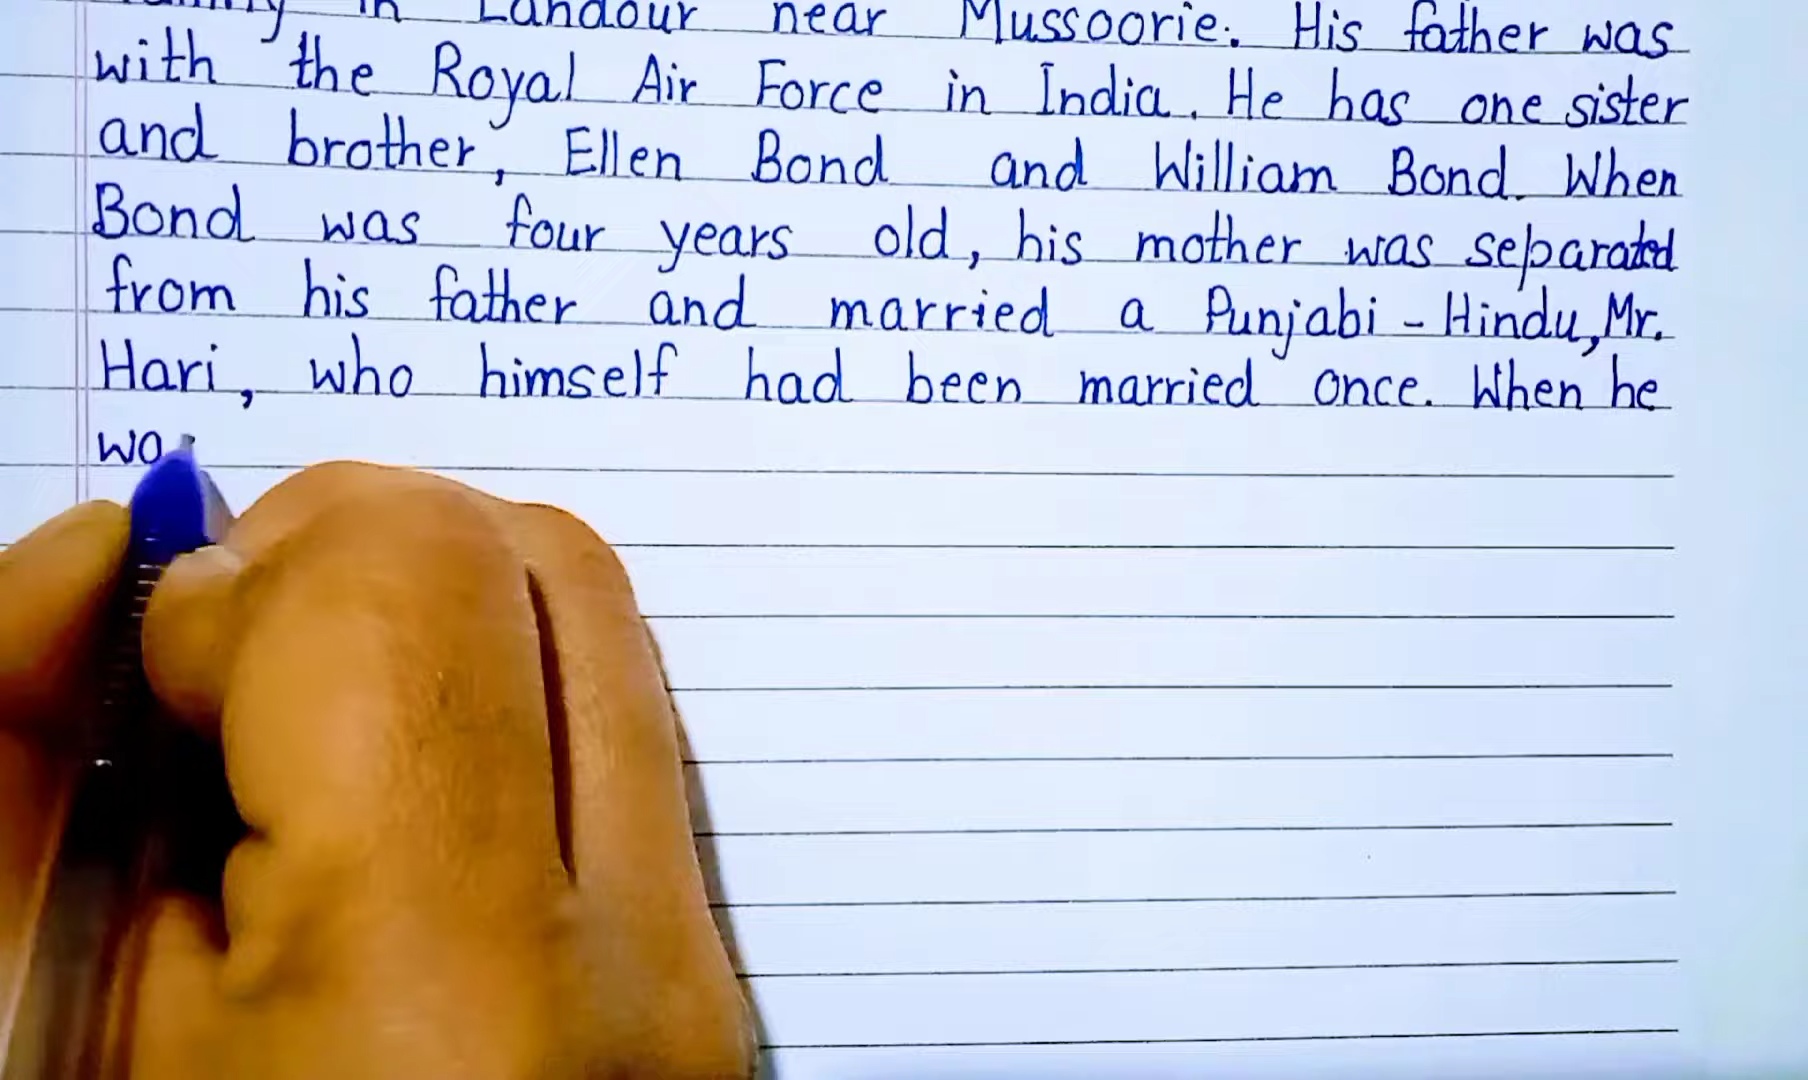 in Landour near Mussoorie. His father was
with the Royal Air Force in India. He has one sister
and brother, Ellen Bond and William Bond. When
Bond was four years old, his mother was separated
from his father and married a Punjabi - Hindu, Mr.
Hari, who himself had been married once. When he